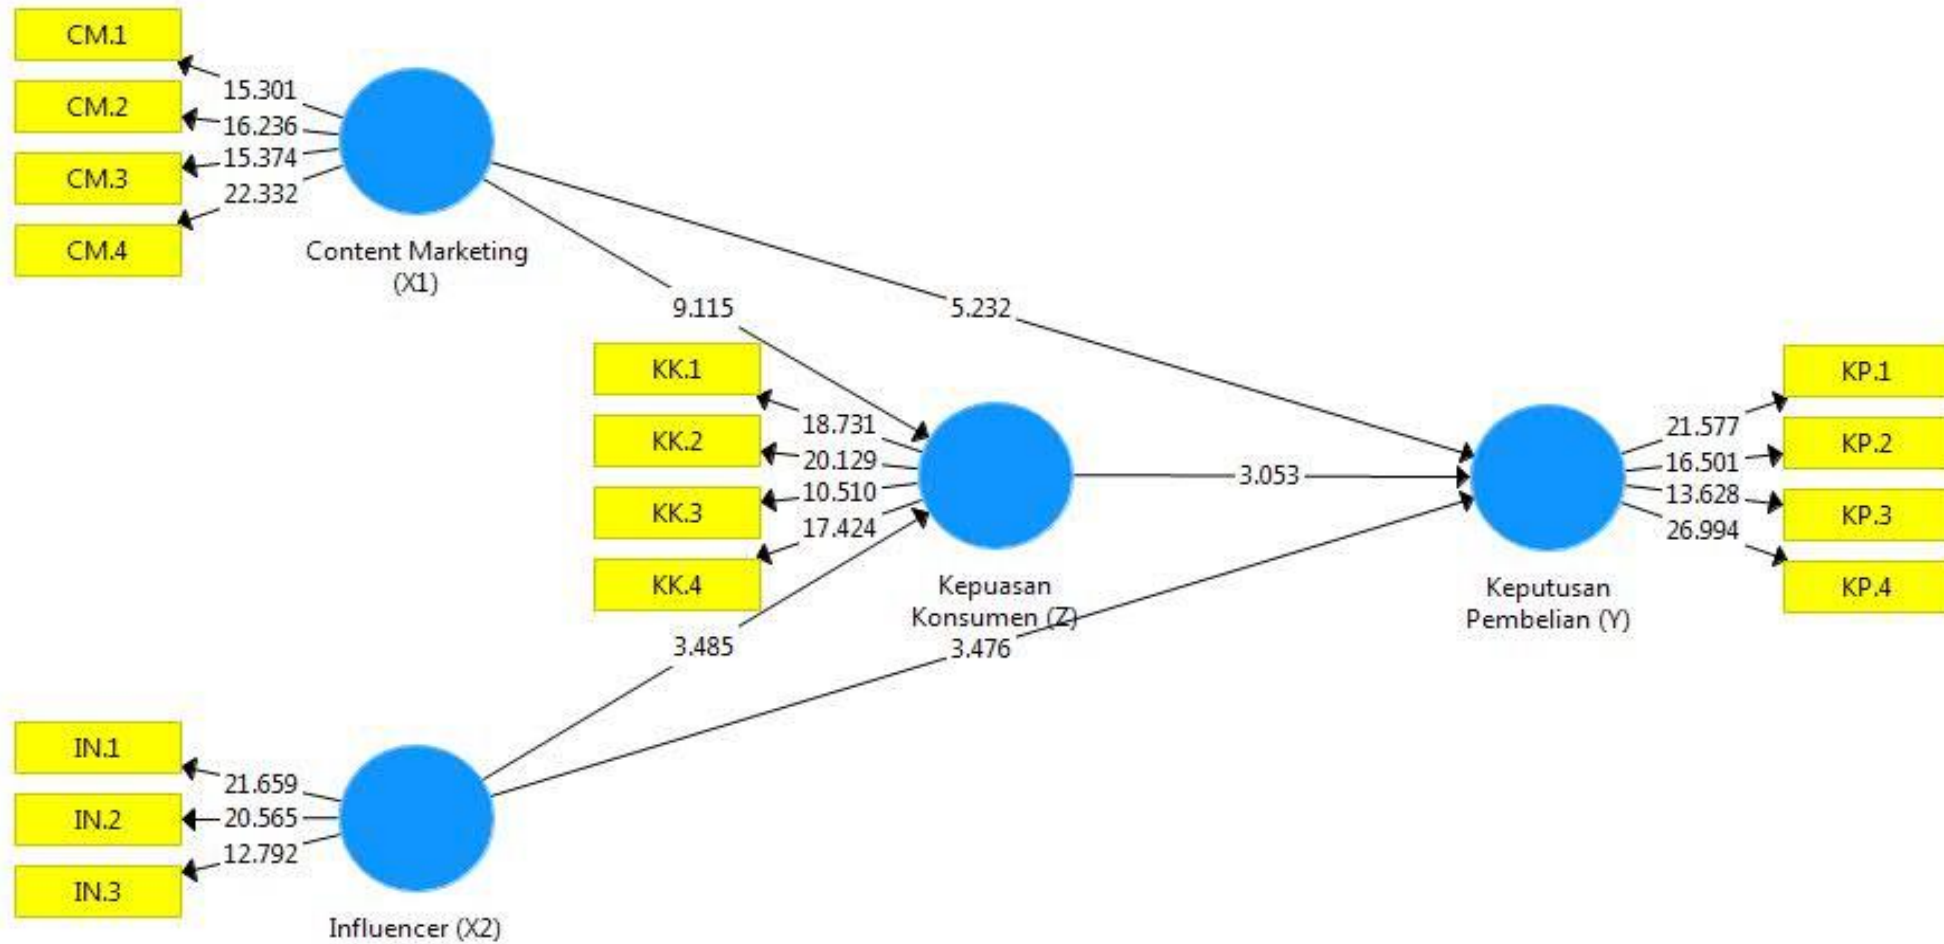 CM.1
CM.2
CM.3
CM.4
15.301
16.236
15.374
22.332
Content Marketing
(X1)
9.115
5.232
KK.1
KK.2
KK.3
KK.4
18.731
20.129
10.510
17.424
Kepuasan
Konsumen (Z)
3.053
KP.1
KP.2
KP.3
KP.4
21.577
16.501
13.628
26.994
Keputusan
Pembelian (Y)
3.485
3.476
IN.1
IN.2
IN.3
21.659
20.565
12.792
Influencer (X2)